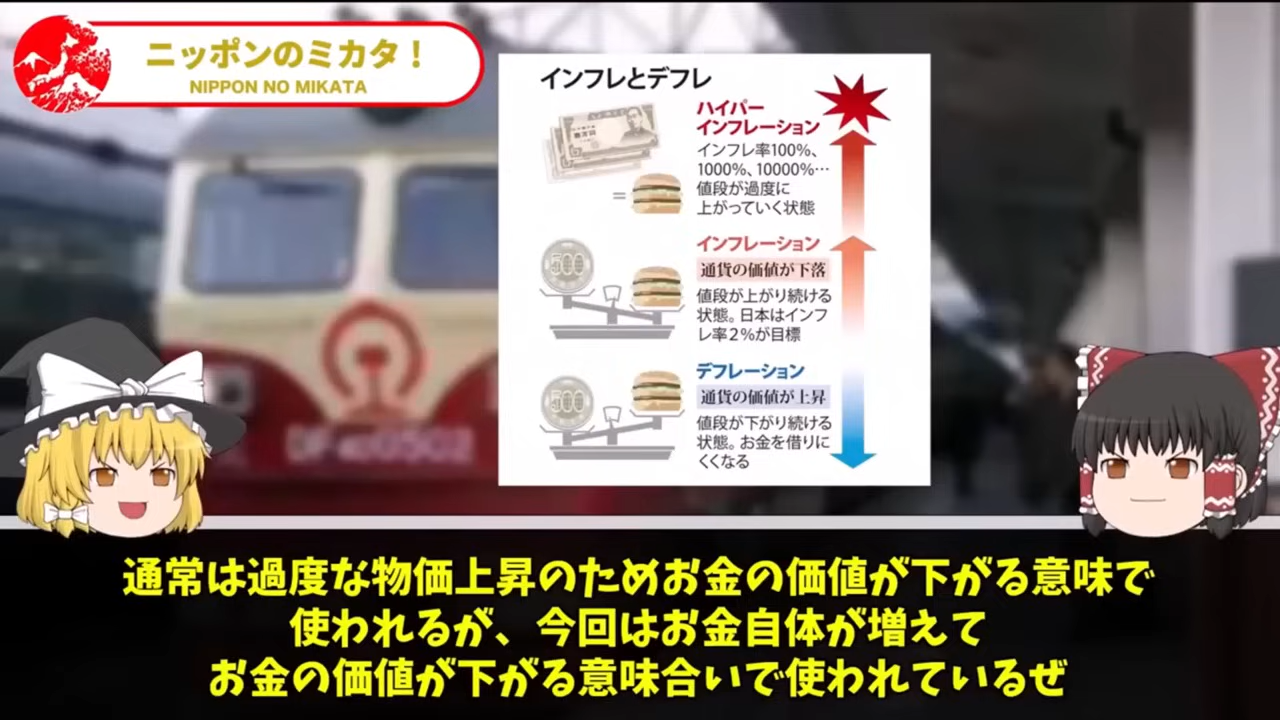 ニッポンのミカタ！
NIPPON NO MIKATA
インフレとデフレ
ハイパー
インフレーション
インフレ率100%、
1000%、10000%…
値段が過度に
上がっていく状態
=
インフレーション
通貨の価値が下落
値段が上がり続ける
状態。日本はインフ
レ率２%が目標
500
デフレーション
通貨の価値が上昇
値段が下がり続ける
状態。お金を借りに
くくなる
500
通常は過度な物価上昇のためお金の価値が下がる意味で
使われるが、今回はお金自体が増えて
お金の価値が下がる意味合いで使われているぜ